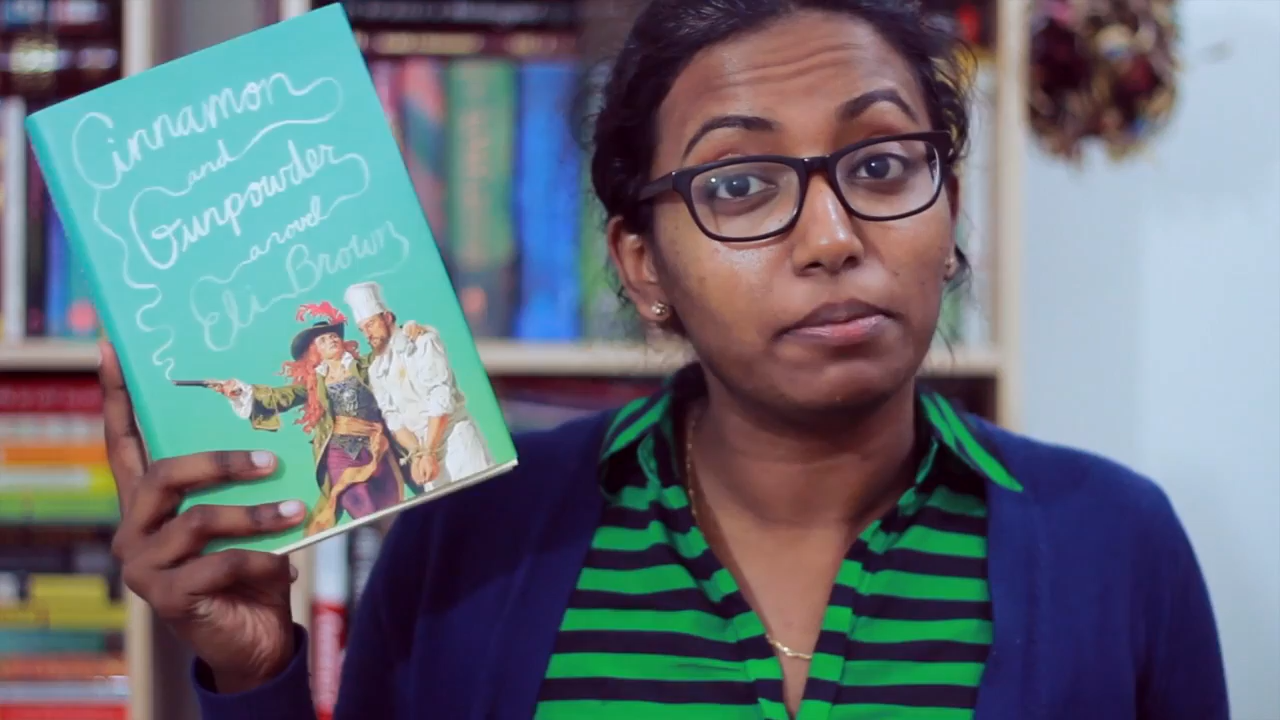 Cinnamon
and
Gunpowder
a novel
Eli Brown